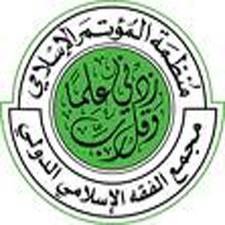 منظمة المؤتمر الإسلامي
وقل رب زدني علما
مجمع الفقه الإسلامي الدولي